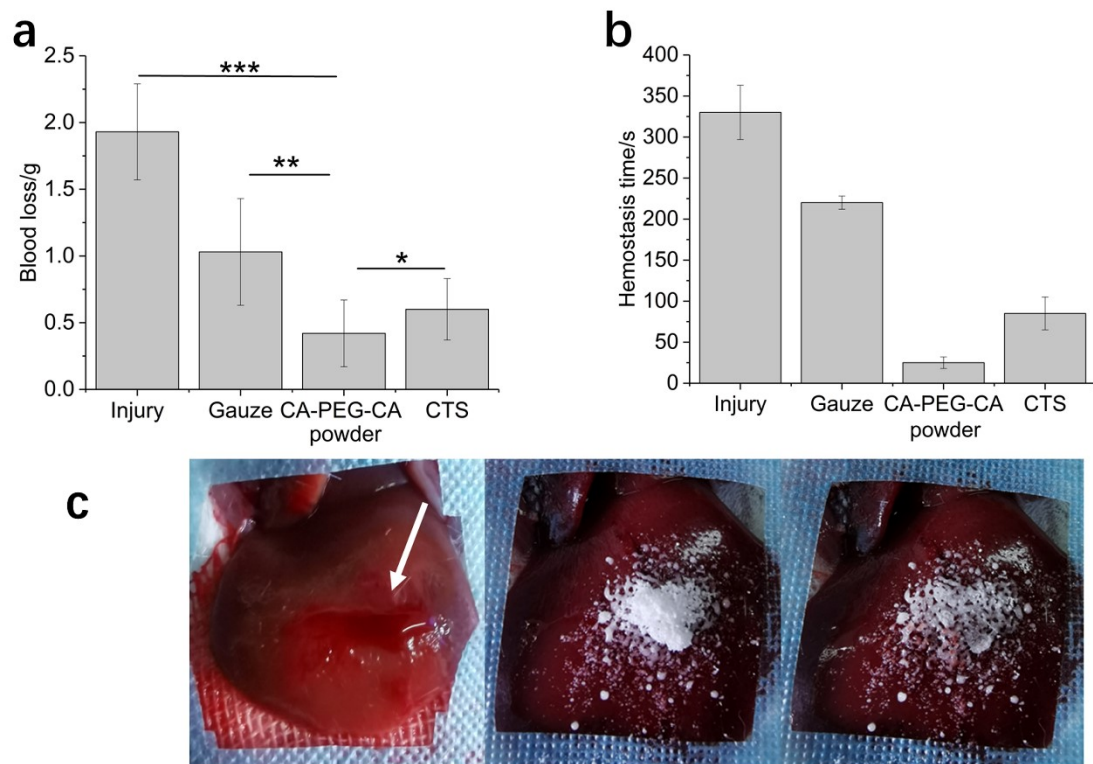 a
2.5
2.0
1.5
1.0
0.5
0.0
Blood loss/g
***
**
*
Injury Gauze CA-PEG-CA CTS
powder
b
400
350
300
250
200
150
100
50
0
Hemostasis time/s
Injury Gauze CA-PEG-CA CTS
powder
c